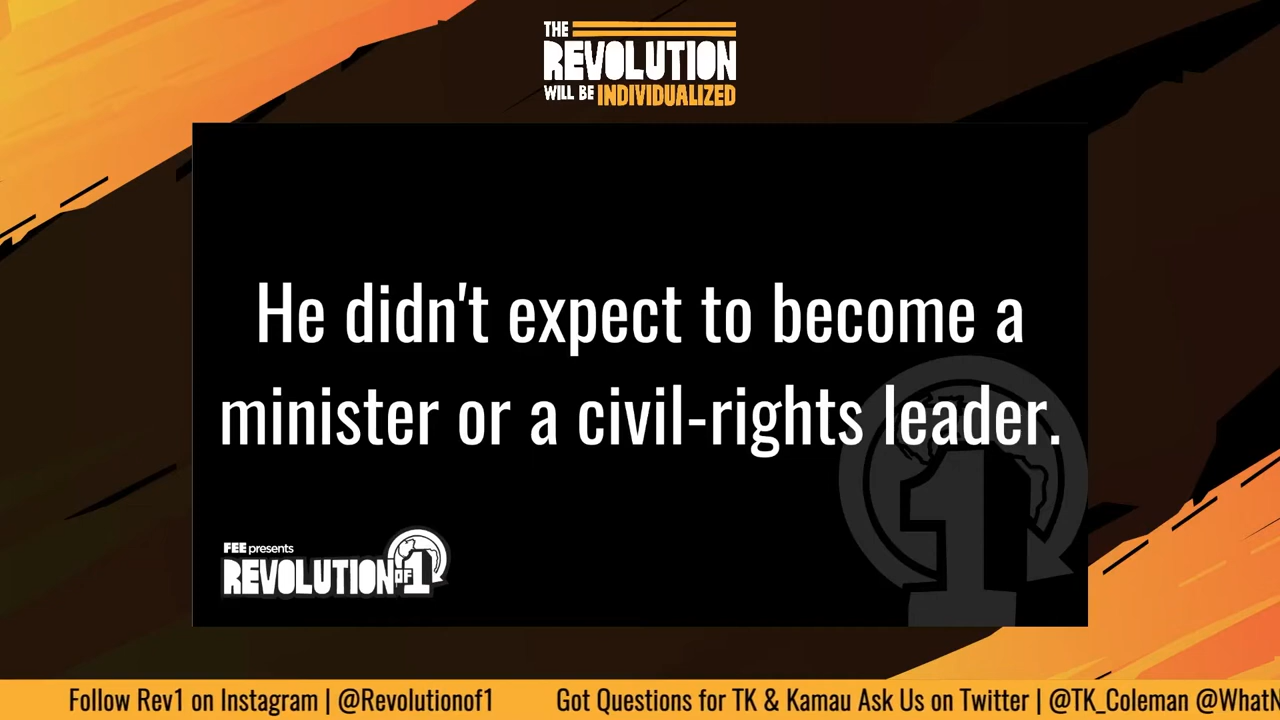 THE
REVOLUTION
WILL BE INDIVIDUALIZED
He didn't expect to become a
minister or a civil-rights leader.
FEE presents
REVOLUTION OF 1
1
Follow Rev1 on Instagram | @Revolutionof1 Got Questions for TK & Kamau Ask Us on Twitter | @TK_Coleman